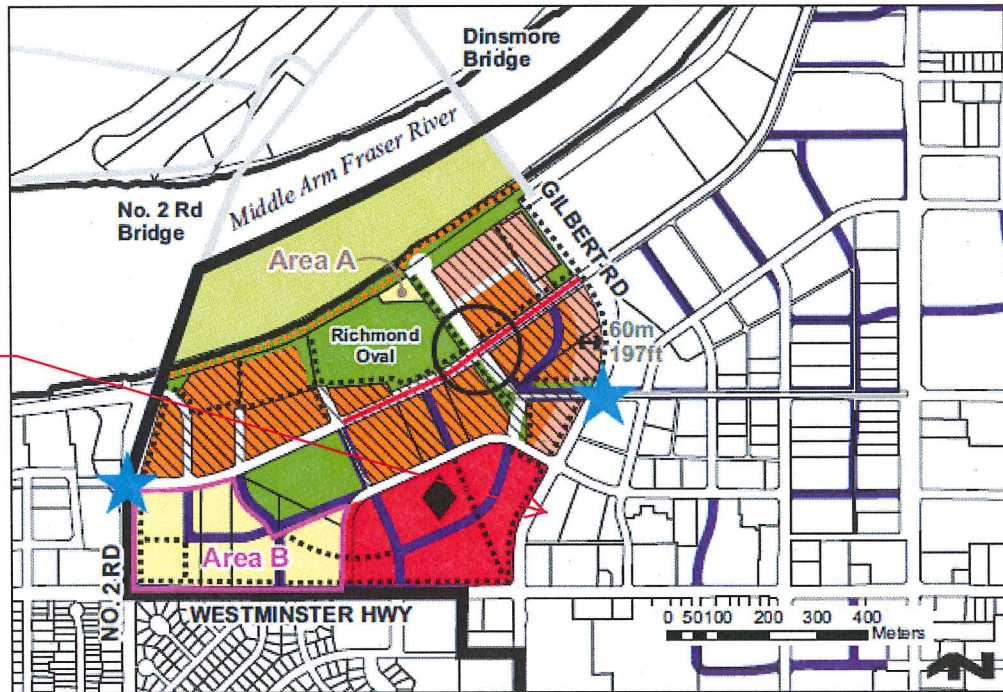 Dinsmore
Bridge
Middle Arm Fraser River
No. 2 Rd
Bridge
GILBERT RD
Area A
Richmond
Oval
60m
197ft
Area B
NO. 2 RD
WESTMINSTER HWY
0 50 100 200 300 400
Meters
N